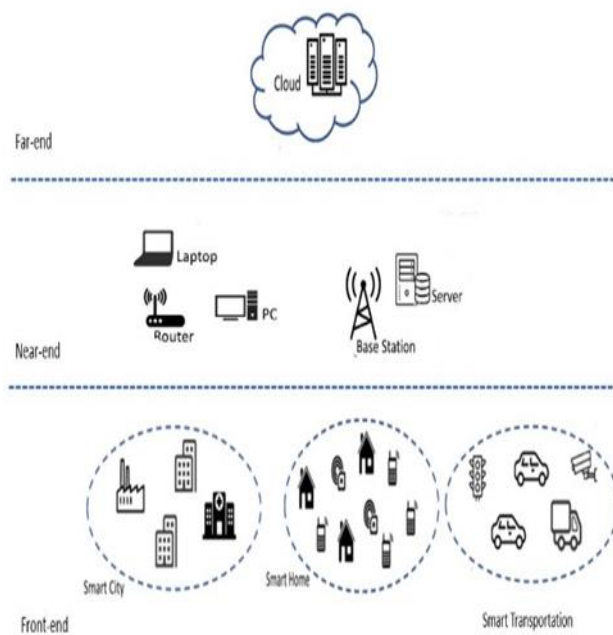 Cloud
Far-end
Laptop
PC
Router
Server
Base Station
Near-end
Smart City
Smart Home
Smart Transportation
Front-end